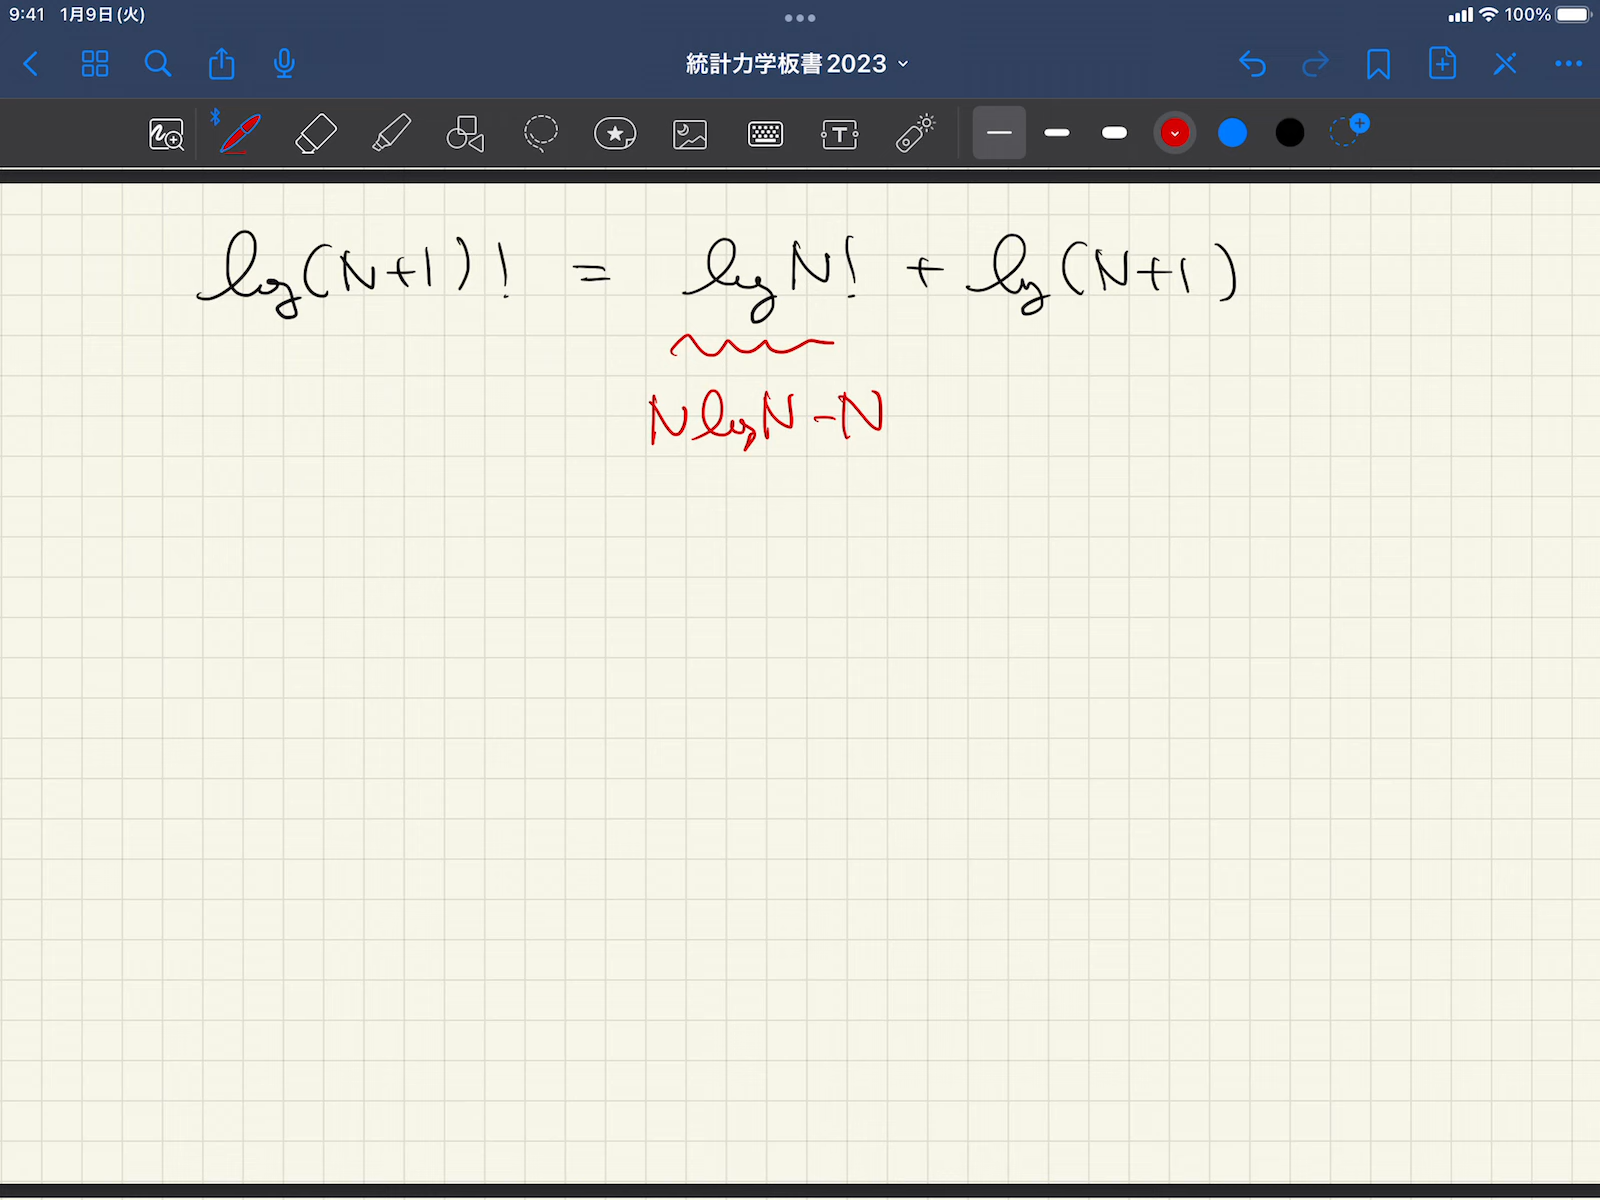 9:41 1月9日(火) 100%
統計力学板書2023
T
log(N+1)! = log N! + log(N+1)
N log N - N